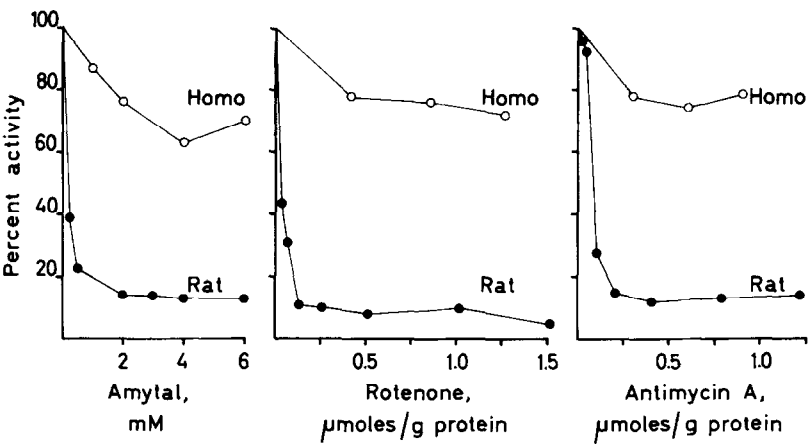 Percent activity
100
80
60
40
20
Homo
Rat
2 4 6
Amytal,
mM
Homo
Rat
0.5 1.0 1.5
Rotenone,
μmoles/g protein
Homo
Rat
0.5 1.0
Antimycin A,
μmoles/g protein